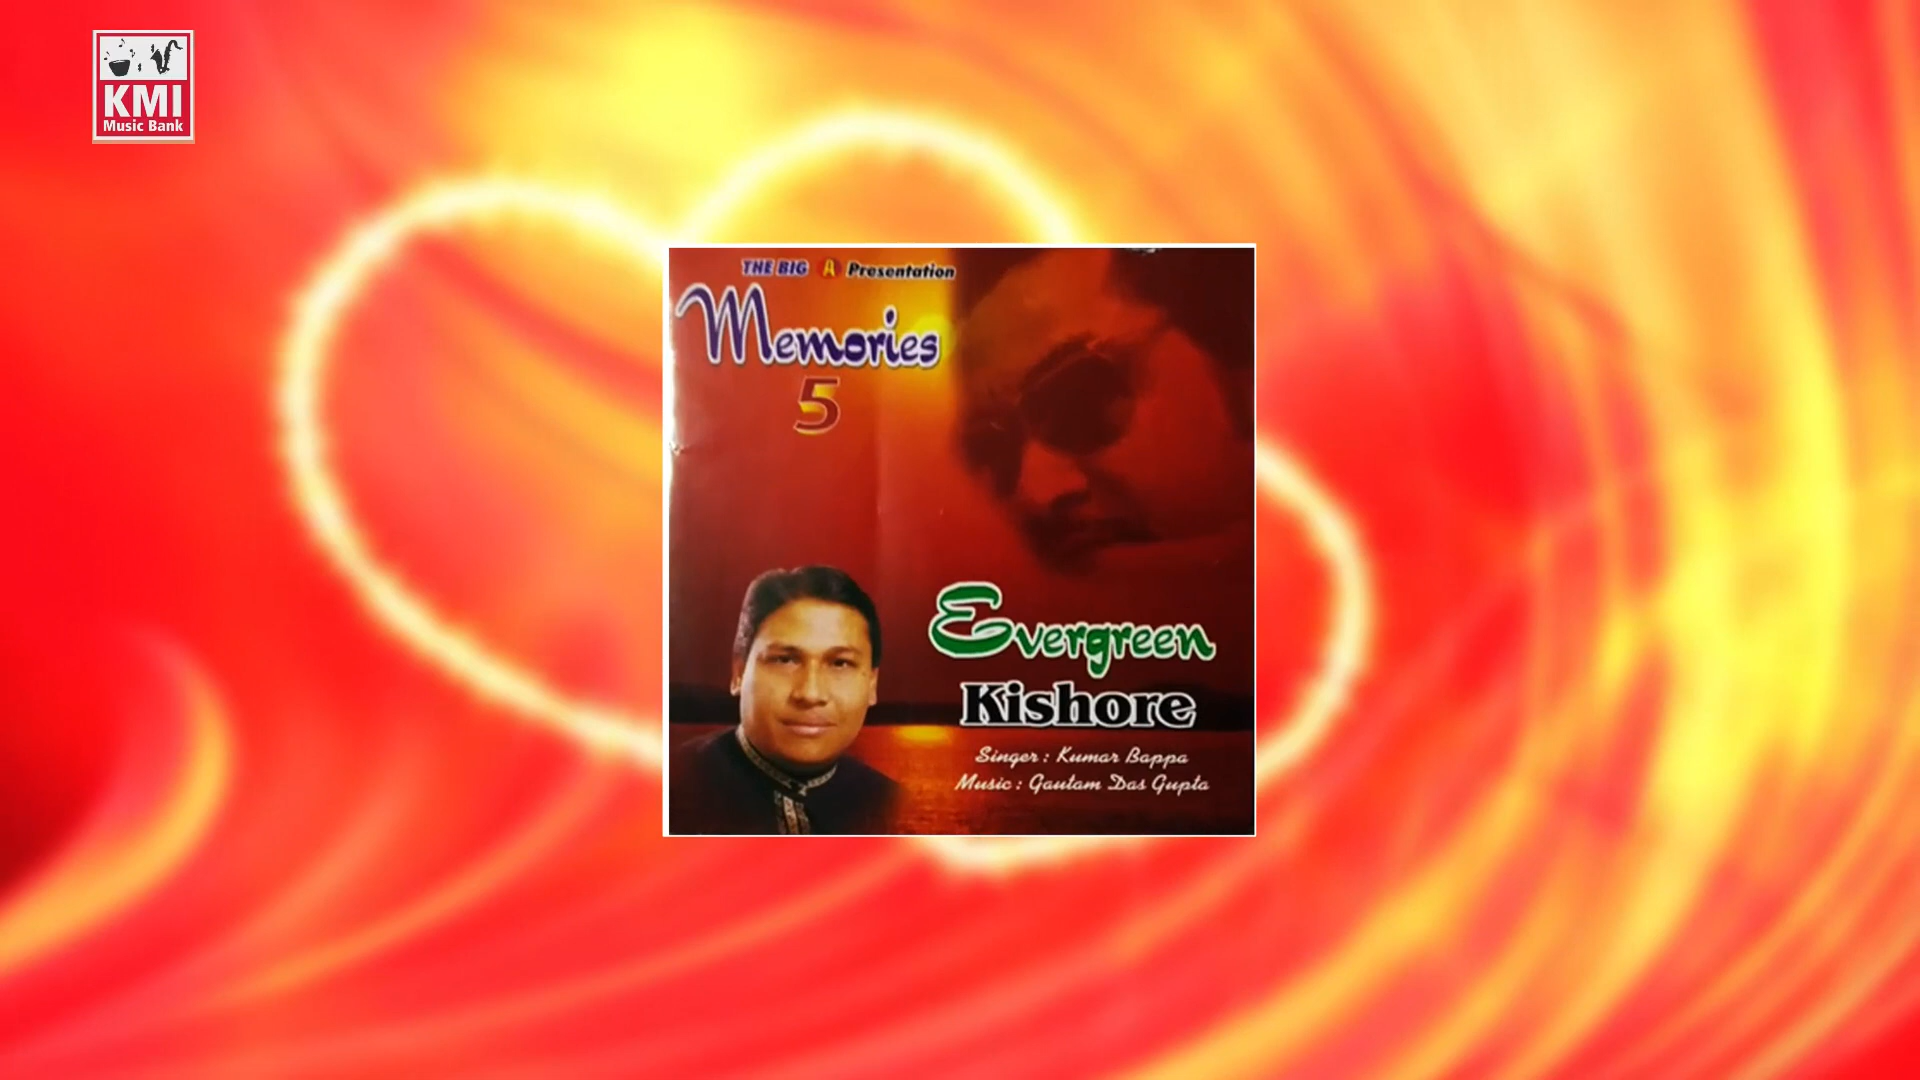 KMI
Music Bank
THE BIG A Presentation
Memories
5
Evergreen
Kishore
Singer : Kumar Bappa
Music : Gautam Das Gupta